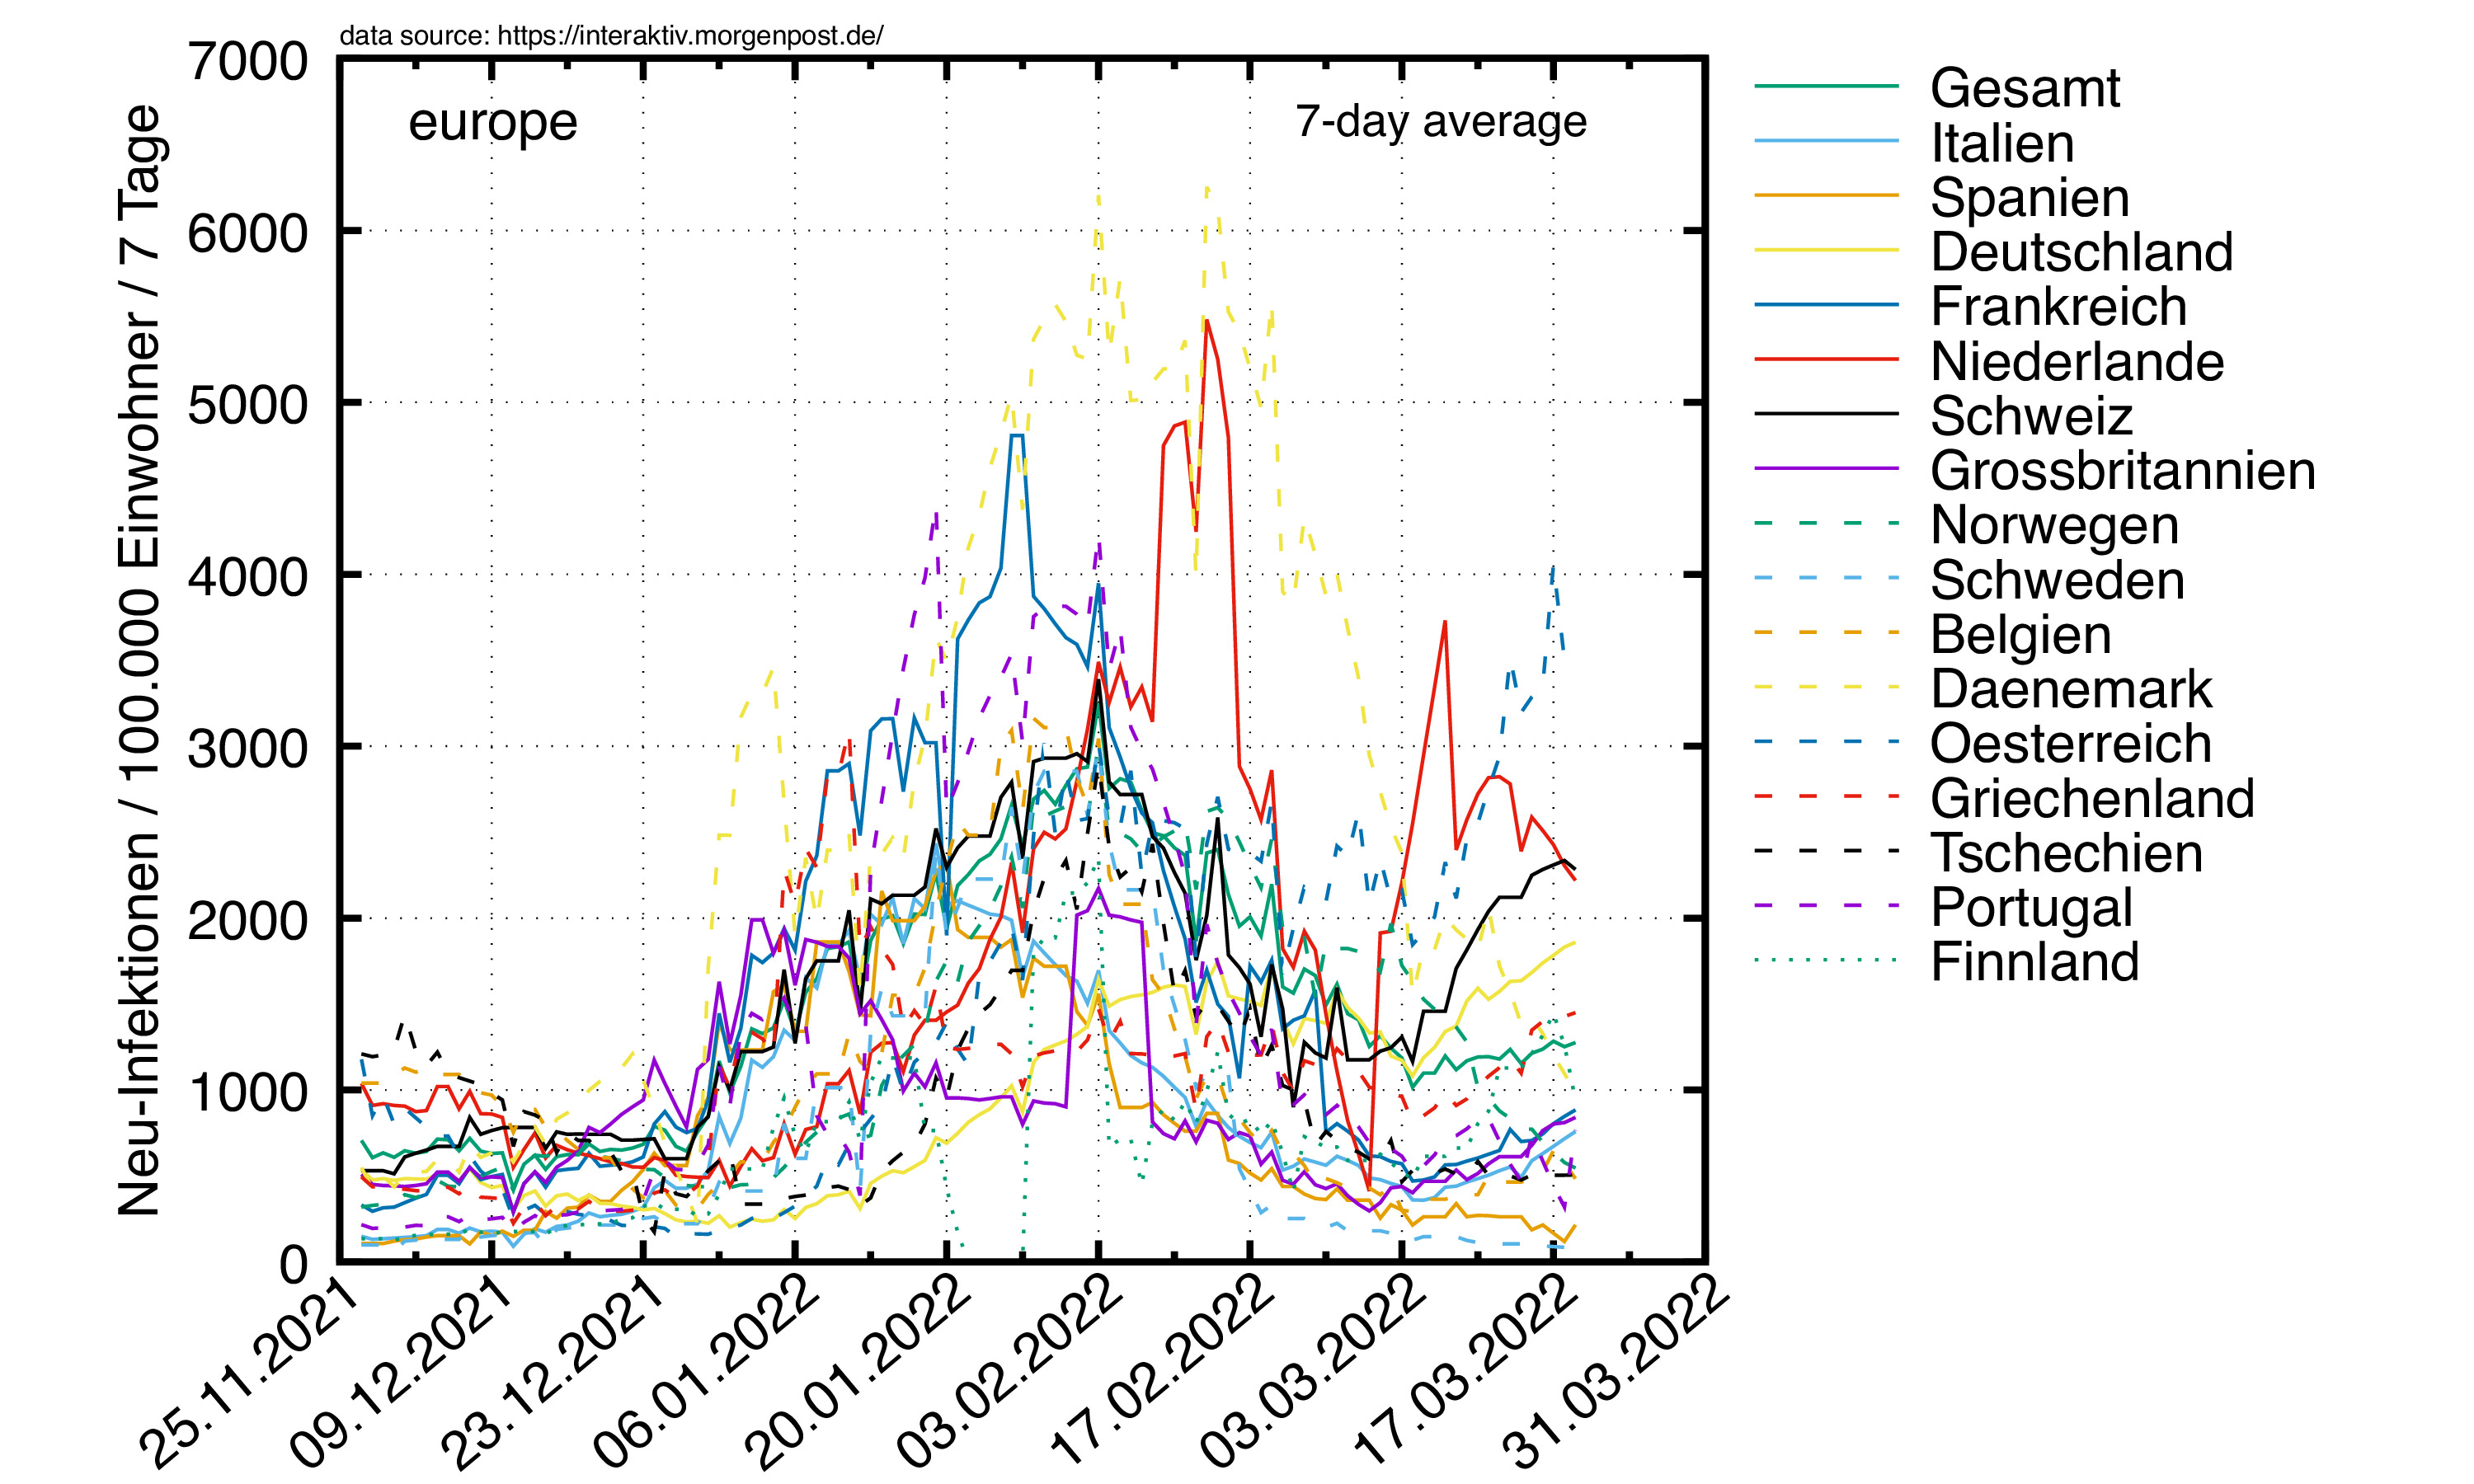 data source: https://interaktiv.morgenpost.de/
europe
7-day average
Neu-Infektionen / 100.000 Einwohner / 7 Tage
7000
6000
5000
4000
3000
2000
1000
0
25.11.2021
09.12.2021
23.12.2021
06.01.2022
20.01.2022
03.02.2022
17.02.2022
03.03.2022
17.03.2022
31.03.2022
Gesamt
Italien
Spanien
Deutschland
Frankreich
Niederlande
Schweiz
Grossbritannien
Norwegen
Schweden
Belgien
Daenemark
Oesterreich
Griechenland
Tschechien
Portugal
Finnland